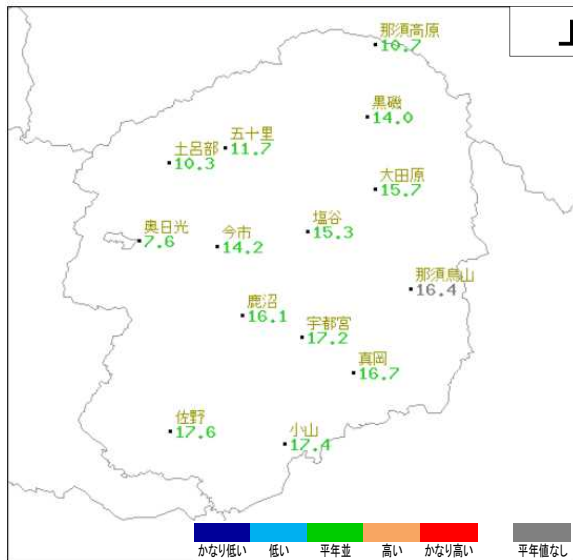 那須高原
10.7
黒磯
14.0
五十里
11.7
土呂部
10.3
大田原
15.7
塩谷
15.3
奥日光
7.6
今市
14.2
那須烏山
16.4
鹿沼
16.1
宇都宮
17.2
真岡
16.7
佐野
17.6
小山
17.4
かなり低い 低い 平年並 高い かなり高い 平年値なし